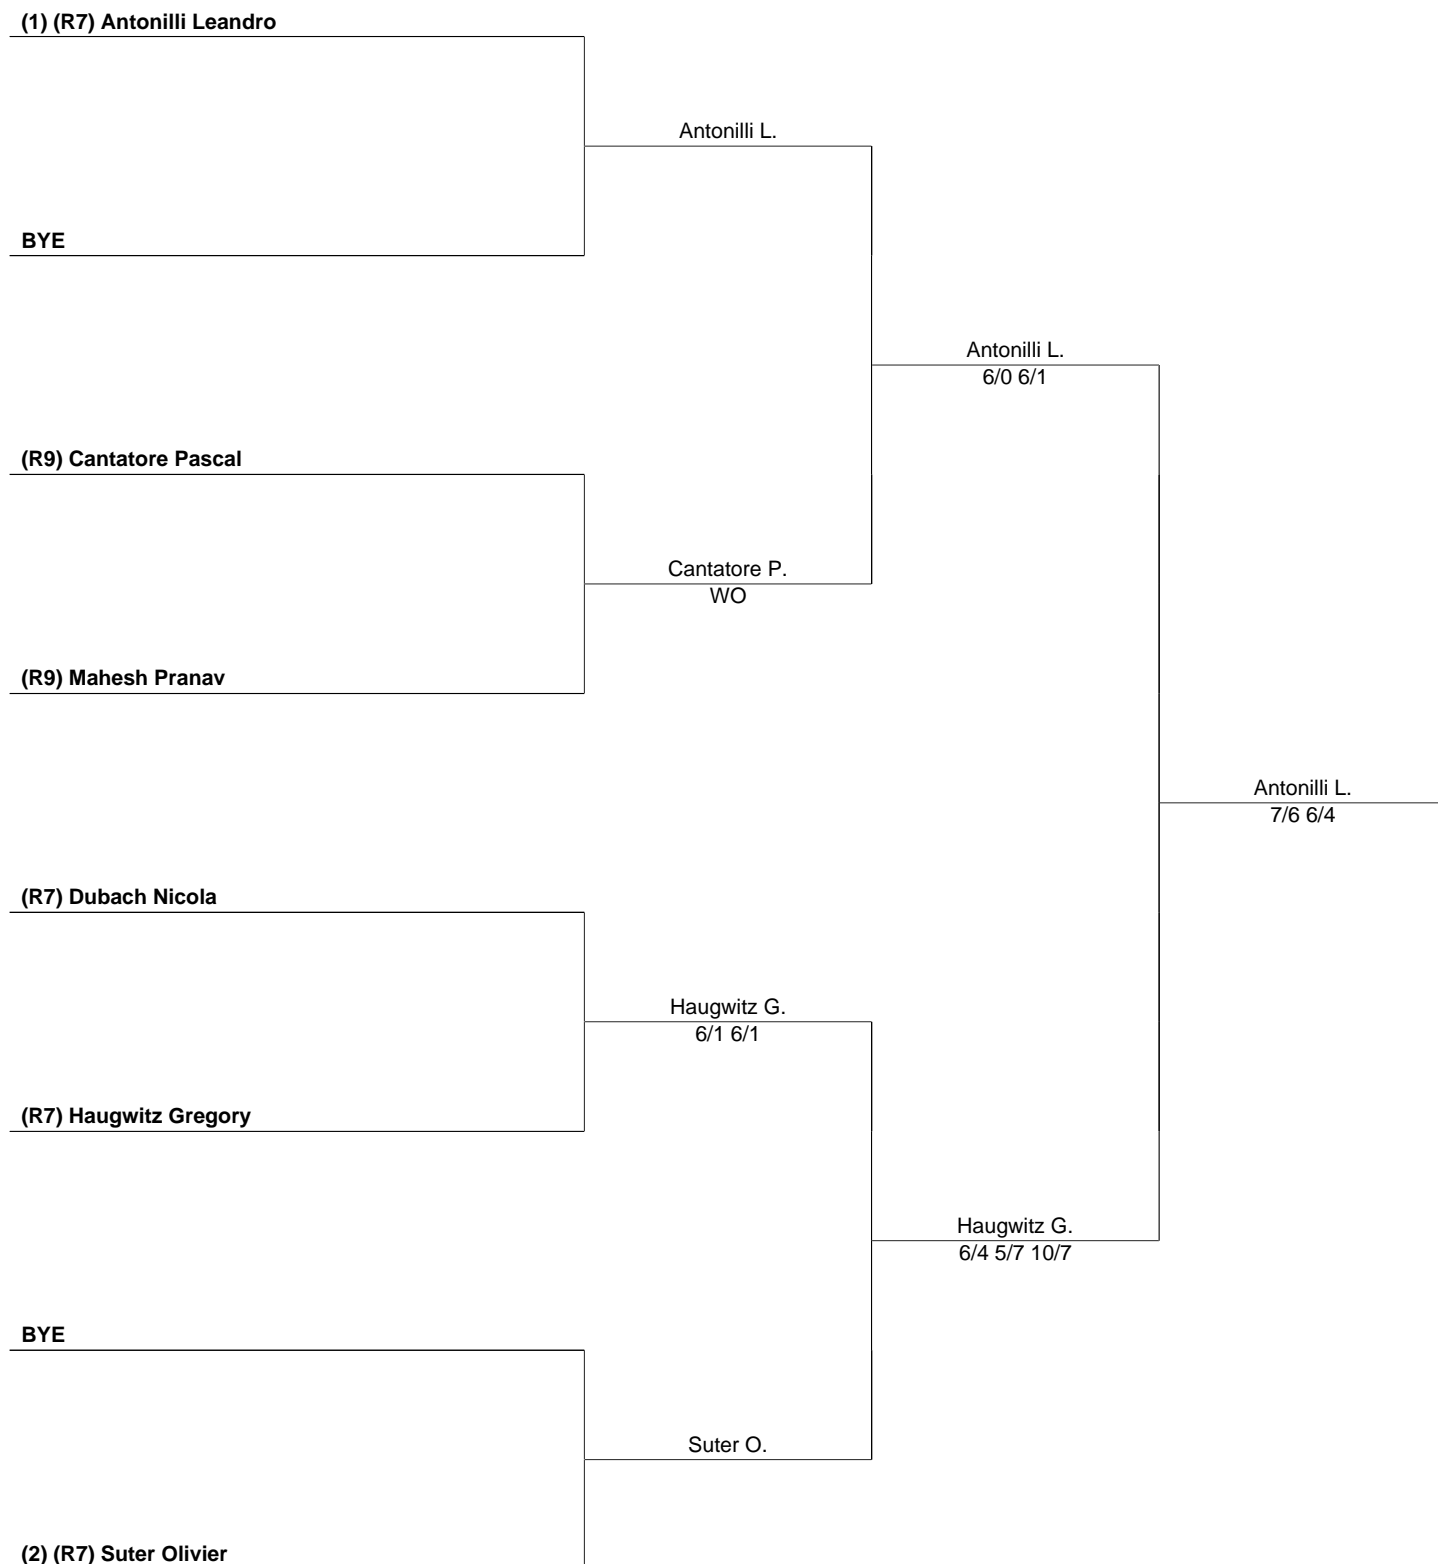 (1) (R7) Antonilli Leandro
Antonilli L.
BYE
Antonilli L.
6/0 6/1
(R9) Cantatore Pascal
Cantatore P.
WO
(R9) Mahesh Pranav
Antonilli L.
7/6 6/4
(R7) Dubach Nicola
Haugwitz G.
6/1 6/1
(R7) Haugwitz Gregory
Haugwitz G.
6/4 5/7 10/7
BYE
Suter O.
(2) (R7) Suter Olivier